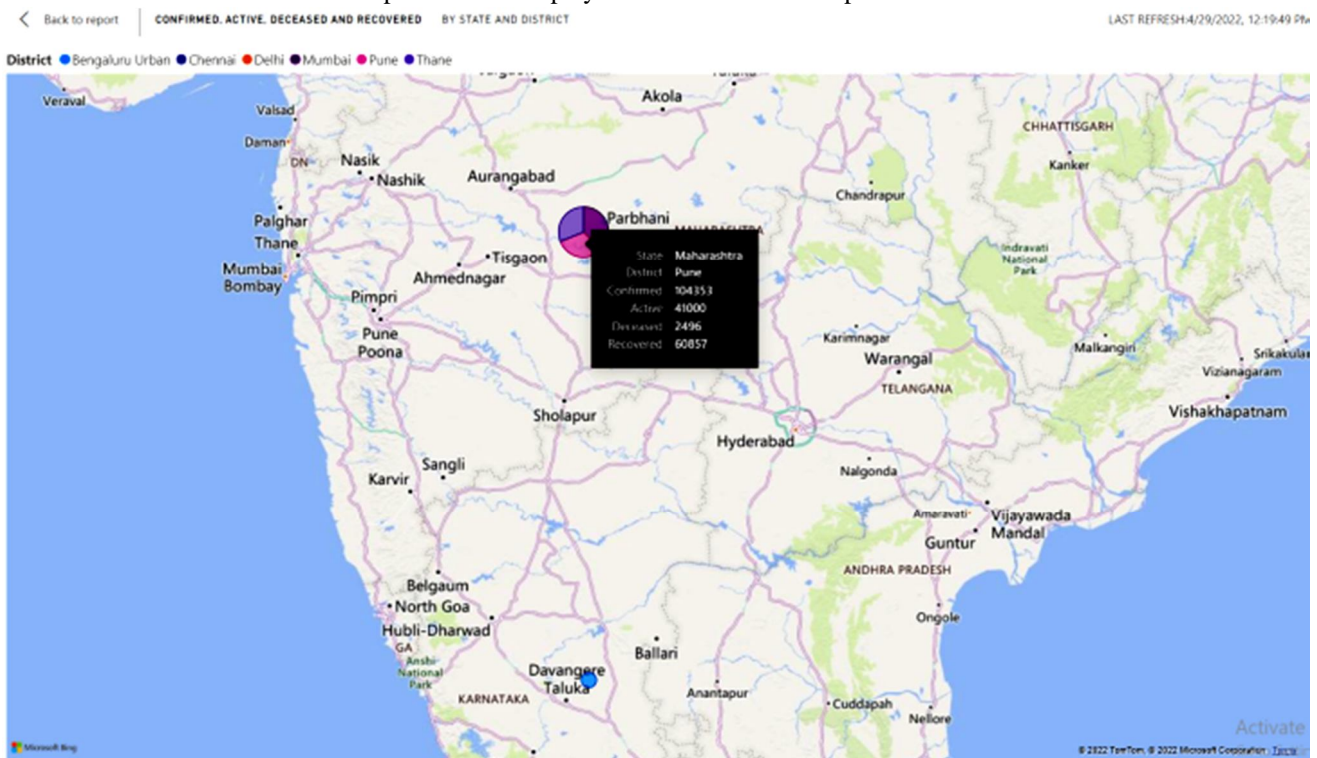 Back to report CONFIRMED, ACTIVE, DECEASED AND RECOVERED BY STATE AND DISTRICT LAST REFRESH:4/29/2022, 12:19:49 PM
District Bengaluru Urban Chennai Delhi Mumbai Pune Thane
Veraval
Akola
Valsad
CHHATTISGARH
Daman
DN
Nasik
Kanker
Nashik
Aurangabad
Chandrapur
Palghar
Parbhani
Thane
Indravati
National
Park
Tisgaon
Mumbai
Bombay
Ahmednagar
State Maharashtra
District Pune
Confirmed 104353
Active 41000
Deceased 2496
Recovered 60857
Pimpri
Pune
Poona
Karimnagar
Malkangiri
Warangal
Srikakular
Vizianagaram
TELANGANA
Sholapur
Vishakhapatnam
Hyderabad
Sangli
Nalgonda
Karvir
Amaravati
Vijayawada
Mandal
Guntur
ANDHRA PRADESH
Belgaum
North Goa
Ongole
Hubli-Dharwad
GA
Anshi
National
Park
Ballari
Davangere
Taluka
KARNATAKA
Anantapur
Cuddapah
Nellore
Activate
Microsoft Bing
© 2022 TomTom, © 2022 Microsoft Corporation Terms